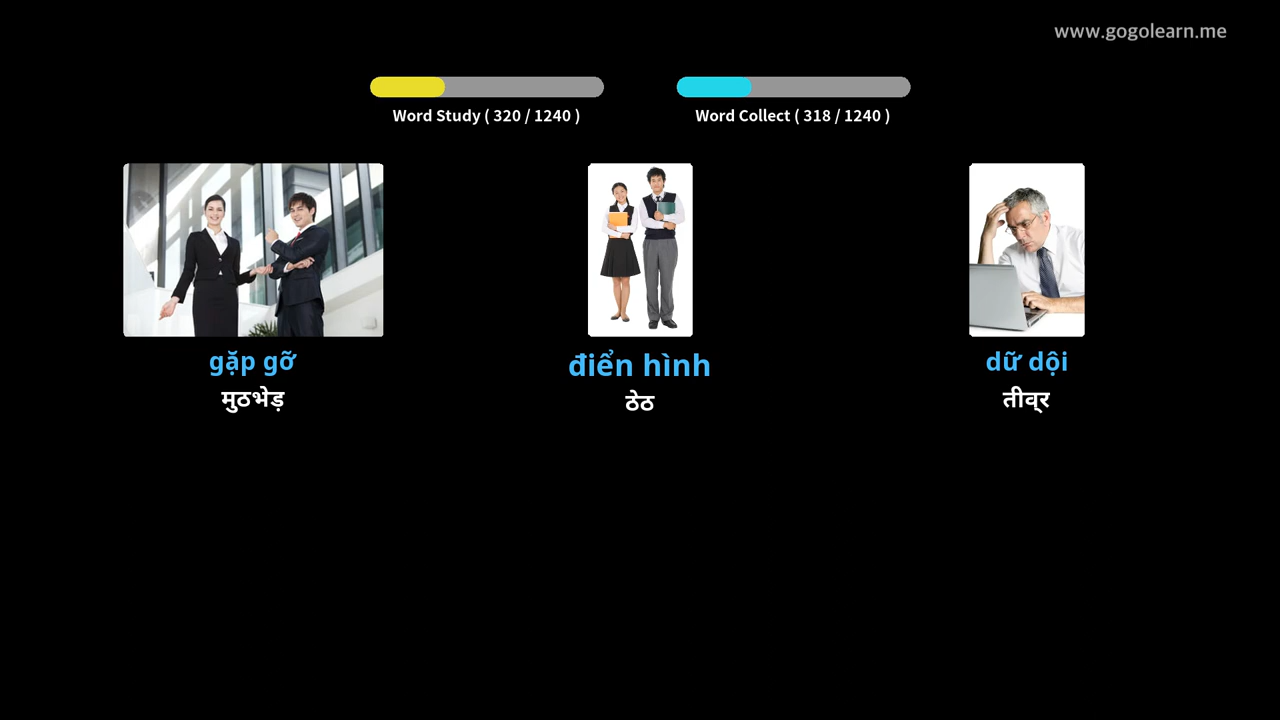 www.gogolearn.me
Word Study ( 320 / 1240 )
Word Collect ( 318 / 1240 )
gặp gỡ
मुठभेड़
điển hình
ठेठ
dữ dội
तीव्र